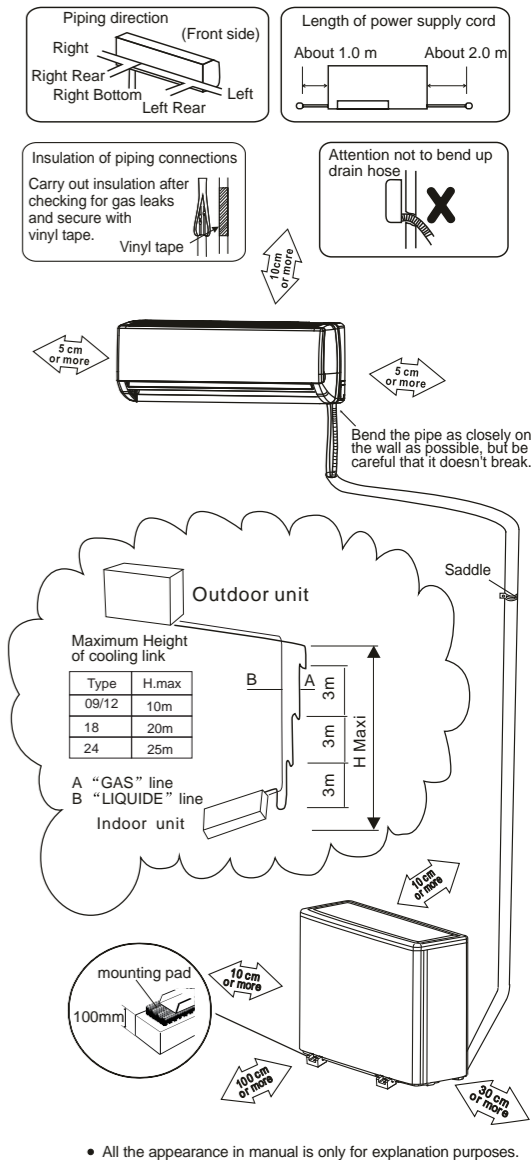 Piping direction
(Front side)
Right
Right Rear
Right Bottom
Left Rear
Left
Length of power supply cord
About 1.0 m
About 2.0 m
Insulation of piping connections
Carry out insulation after
checking for gas leaks
and secure with
vinyl tape.
Vinyl tape
Attention not to bend up
drain hose
10cm
or more
5 cm
or more
5 cm
or more
Bend the pipe as closely on
the wall as possible, but be
careful that it doesn't break.
Saddle
Outdoor unit
Maximum Height
of cooling link
Type H.max
09/12 10m
18 20m
24 25m
B
A
3m
3m
3m
H Maxi
A “GAS” line
B “LIQUIDE” line
Indoor unit
10 cm
or more
10 cm
or more
mounting pad
100mm
100 cm
or more
30 cm
or more
• All the appearance in manual is only for explanation purposes.